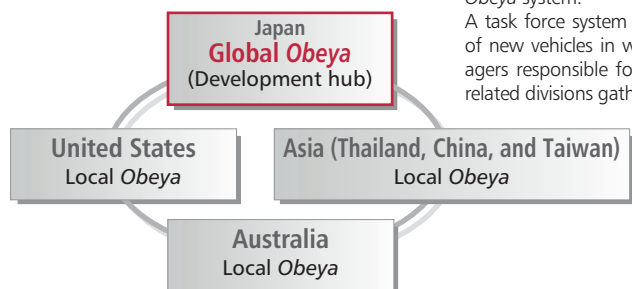 Obeya system:
A task force system
of new vehicles in w
agers responsible fo
related divisions gath
Japan
Global Obeya
(Development hub)
United States
Local Obeya
Asia (Thailand, China, and Taiwan)
Local Obeya
Australia
Local Obeya